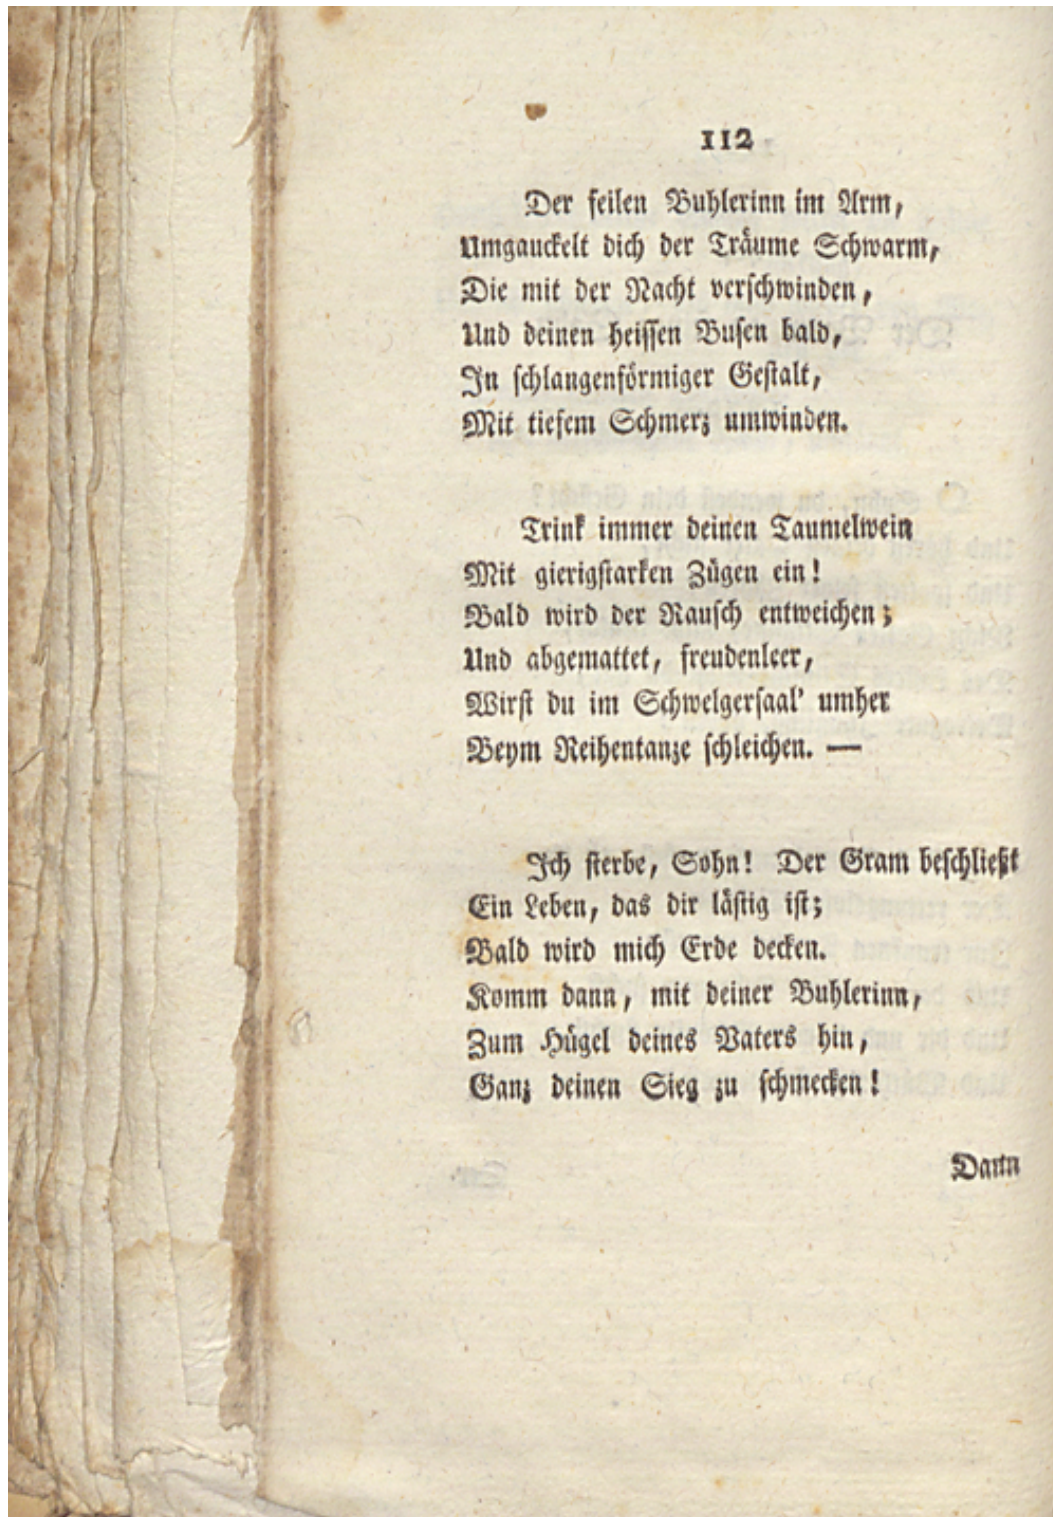 112
Der feilen Buhlerinn im Arm,
Umgauckelt dich der Träume Schwarm,
Die mit der Nacht verschwinden,
Und deinen heissen Busen bald,
In schlangenförmiger Gestalt,
Mit tiefem Schmerz umwinden.
Trink immer deinen Taumelwein
Mit gierigstarken Zügen ein!
Bald wird der Rausch entweichen;
Und abgemattet, freudenleer,
Wirst du im Schwelgersaal' umher
Beym Reihentanze schleichen. —
Ich sterbe, Sohn! Der Gram beschließt
Ein Leben, das dir lästig ist;
Bald wird mich Erde decken.
Komm dann, mit deiner Buhlerinn,
Zum Hügel deines Vaters hin,
Ganz deinen Sieg zu schmecken!
Dann